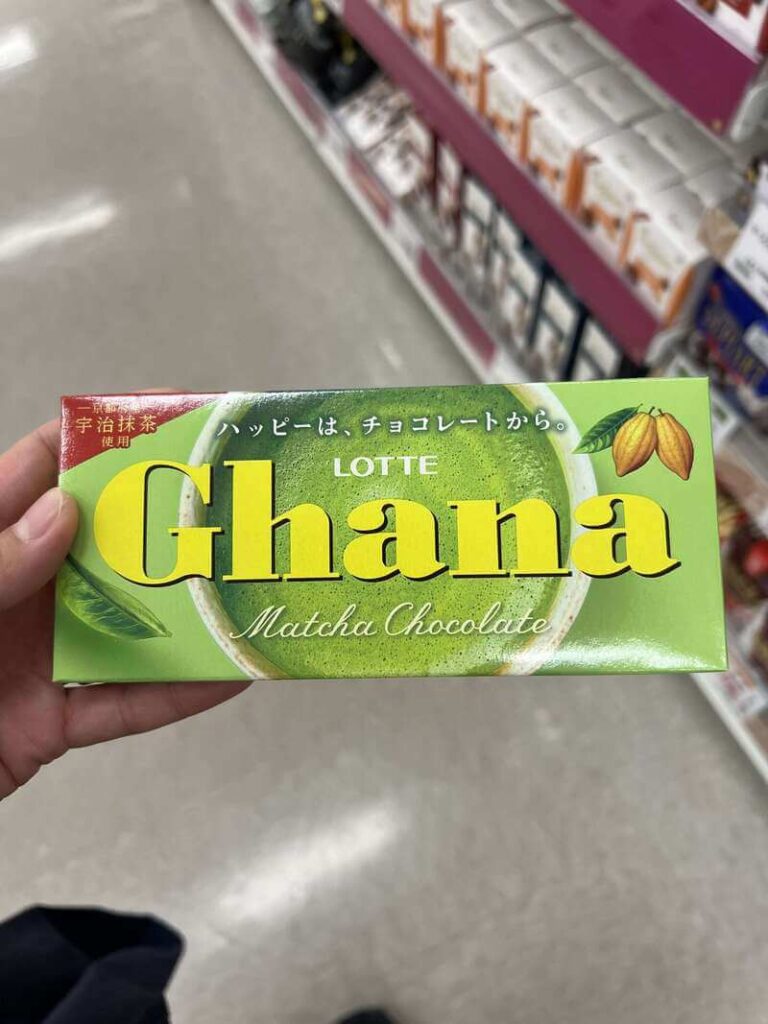 宇治抹茶
使用
ハッピーは、チョコレートから。
LOTTE
Ghana
Matcha Chocolate